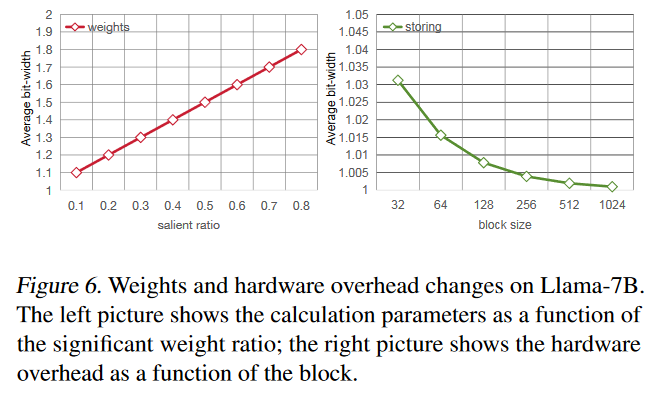 2
1.9
1.8
1.7
1.6
1.5
1.4
1.3
1.2
1.1
1
Average bit-width
weights
0.1 0.2 0.3 0.4 0.5 0.6 0.7 0.8
salient ratio
1.05
1.045
1.04
1.035
1.03
1.025
1.02
1.015
1.01
1.005
1
Average bit-width
storing
32 64 128 256 512 1024
block size
Figure 6. Weights and hardware overhead changes on Llama-7B.
The left picture shows the calculation parameters as a function of
the significant weight ratio; the right picture shows the hardware
overhead as a function of the block.